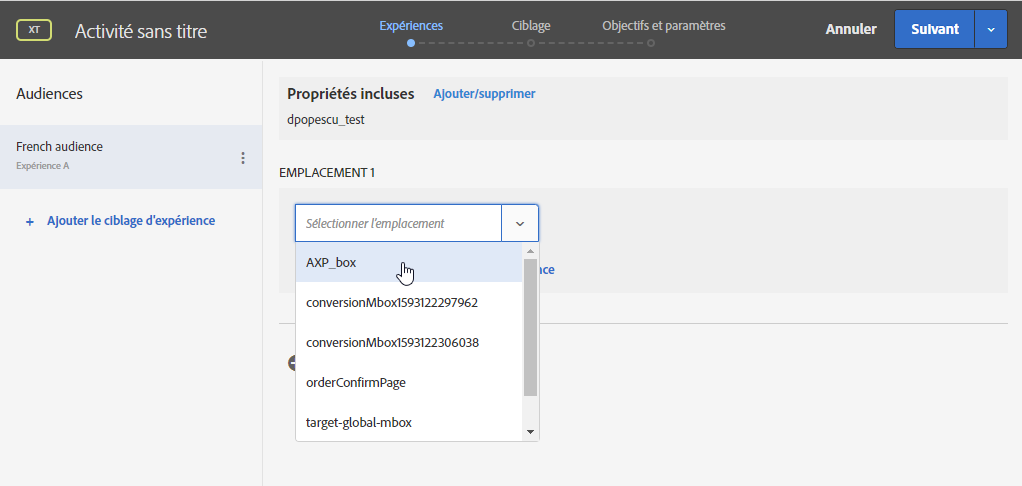 XT
Activité sans titre
Expériences
Ciblage
Objectifs et paramètres
Annuler
Suivant
Audiences
French audience
Expérience A
+ Ajouter le ciblage d'expérience
Propriétés incluses
Ajouter/supprimer
dpopescu_test
EMPLACEMENT 1
Sélectionner l'emplacement
AXP_box
nce
conversionMbox1593122297962
conversionMbox1593122306038
orderConfirmPage
target-global-mbox